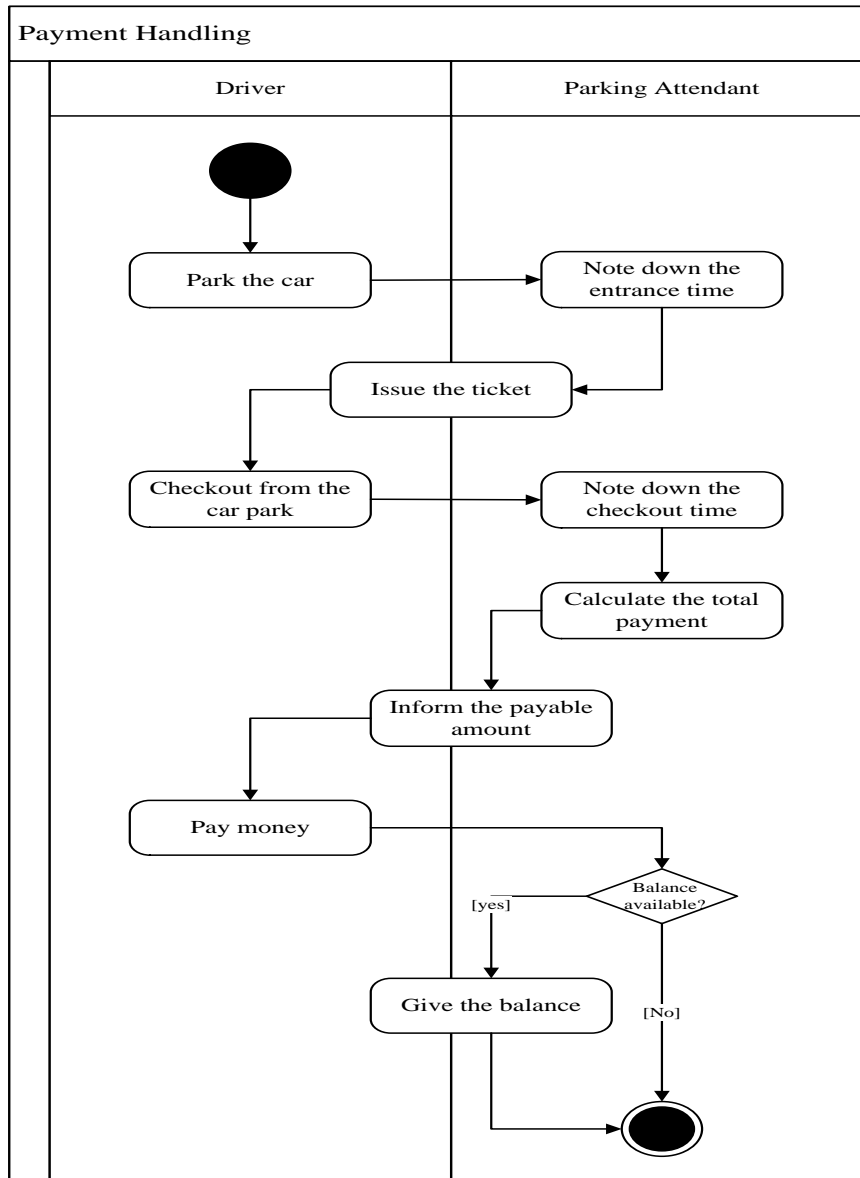 Payment Handling
Driver
Parking Attendant
Park the car
Note down the
entrance time
Issue the ticket
Checkout from the
car park
Note down the
checkout time
Calculate the total
payment
Inform the payable
amount
Pay money
Balance
available?
[yes]
Give the balance
[No]